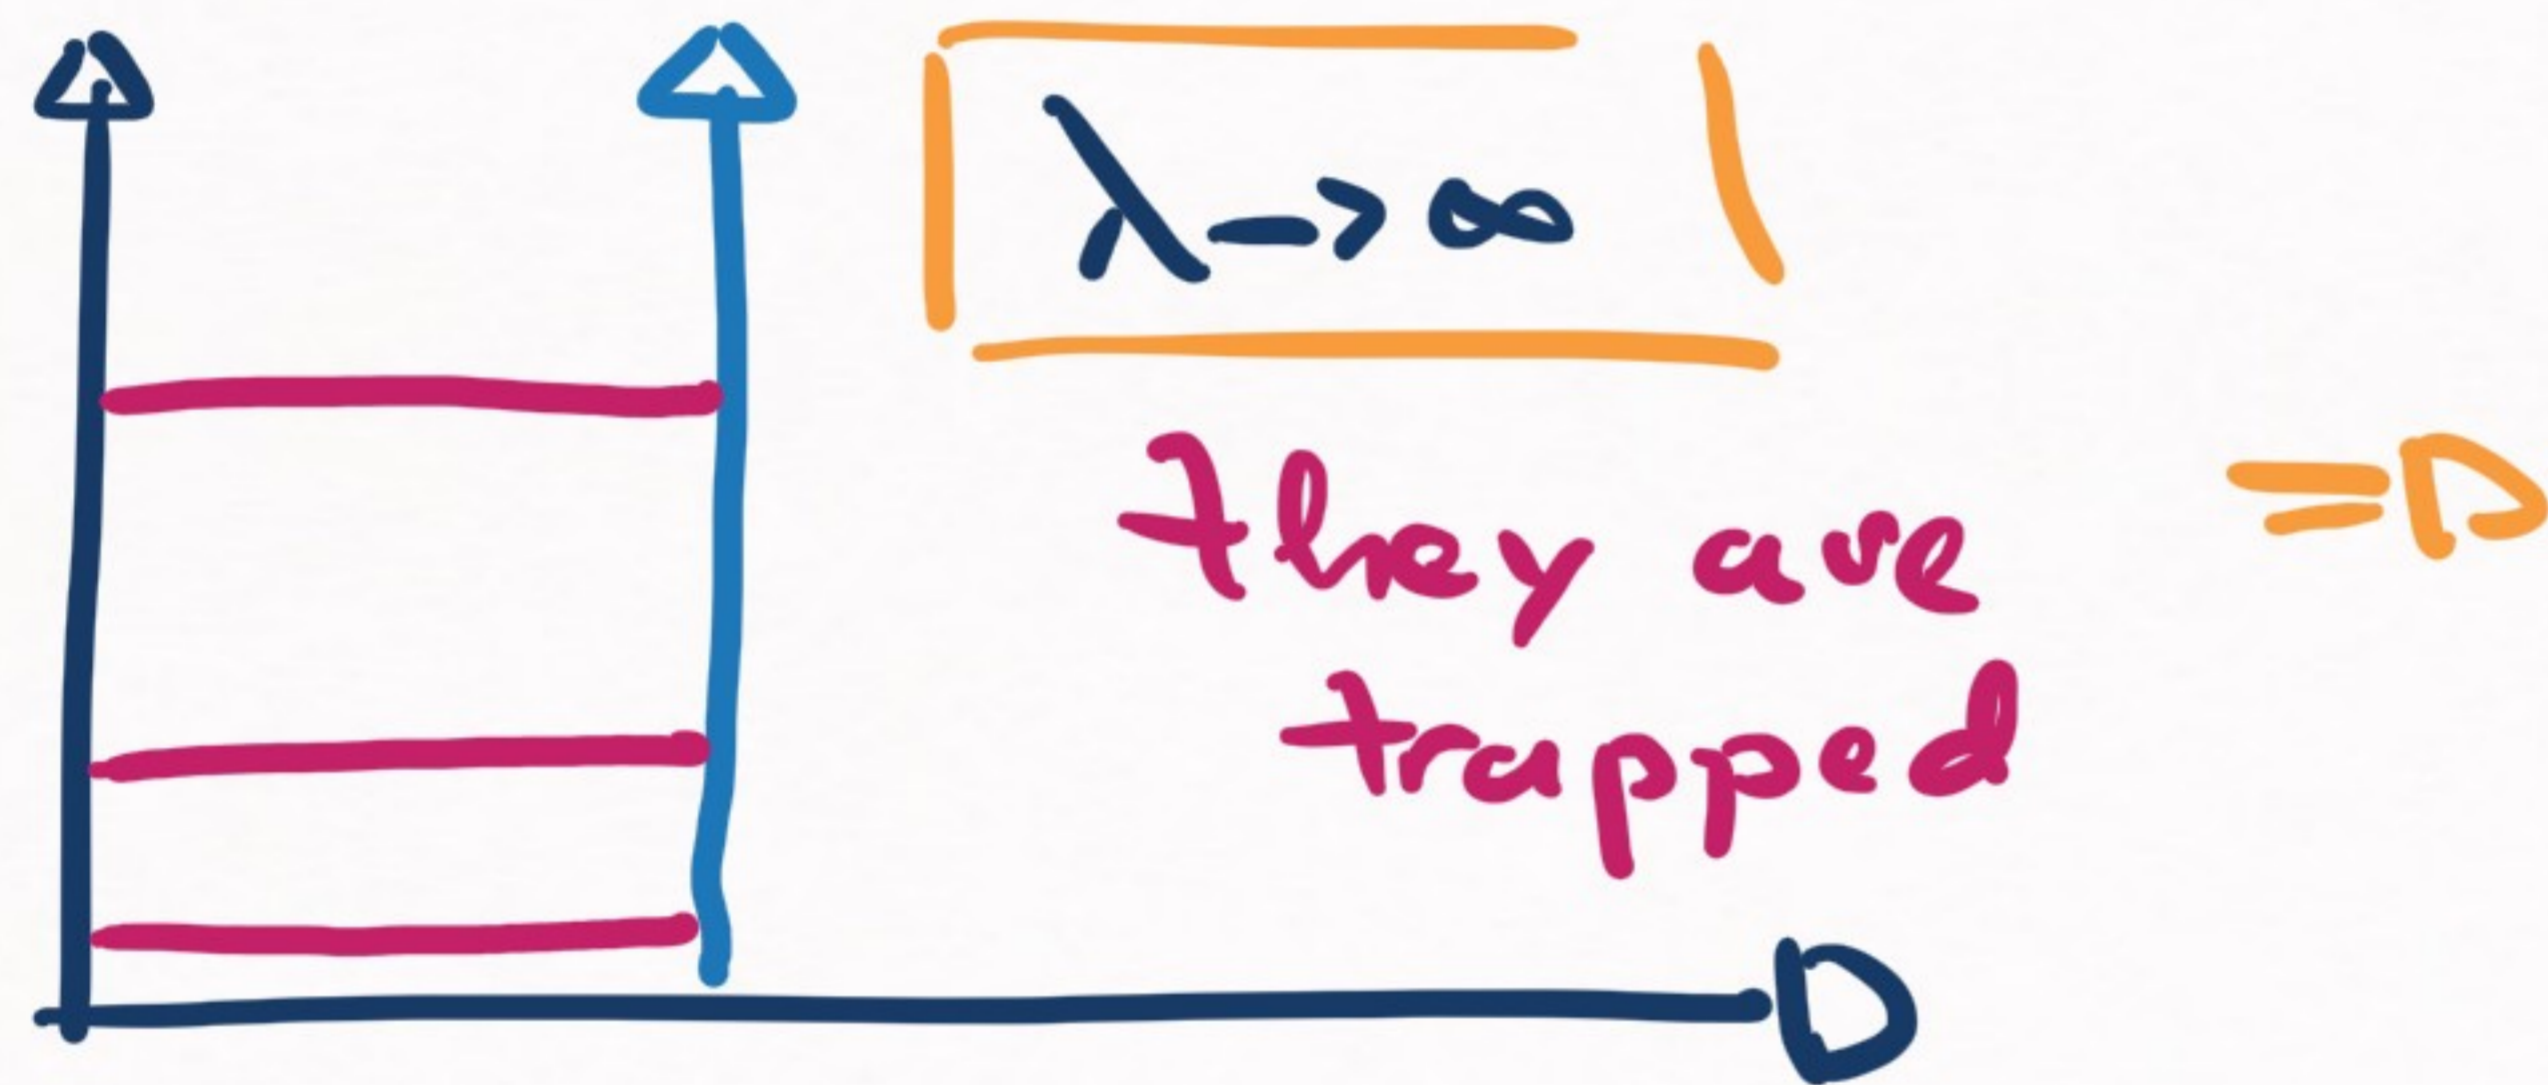 λ -> ∞
they are
=>
trapped